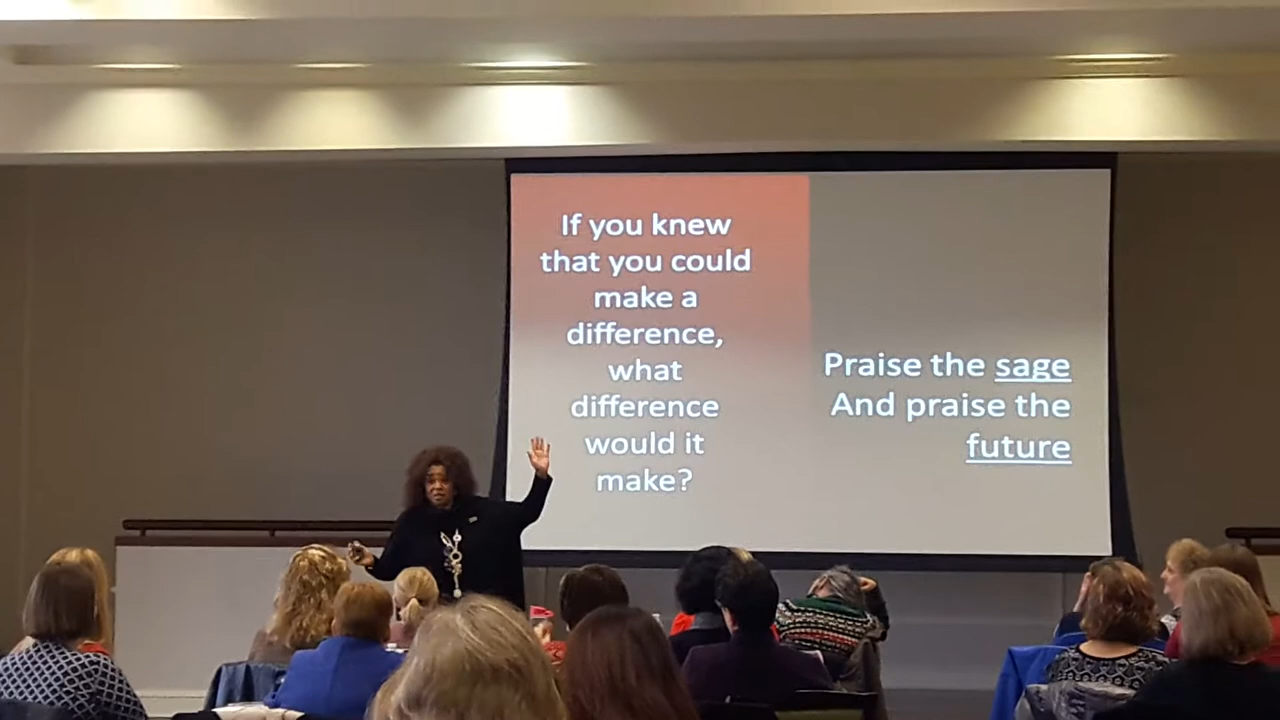 If you knew
that you could
make a
difference,
what
difference
would it
make?
Praise the sage
And praise the
future